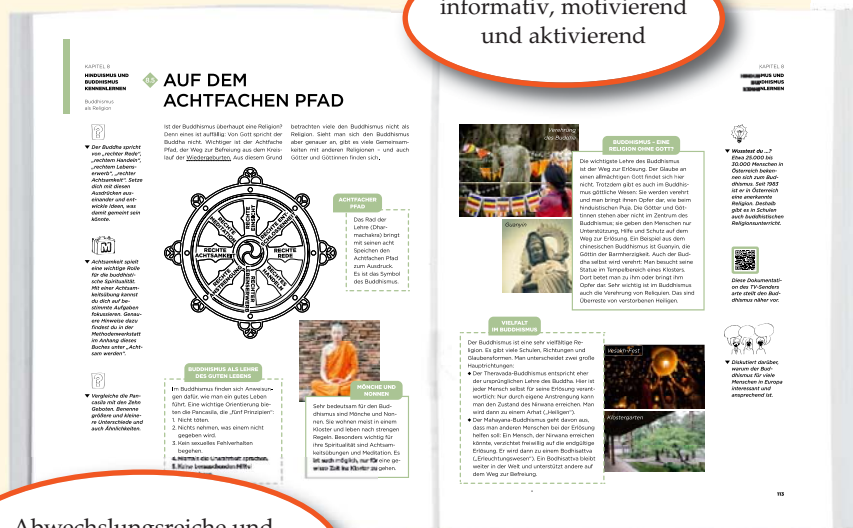 informativ, motivierend
und aktivierend
KAPITEL 8
HINDUISMUS UND
BUDDHISMUS
KENNENLERNEN
Buddhismus
als Religion
▼ Der Buddha spricht
von „rechter Rede",
„rechtem Handeln",
„rechtem Lebens-
erwerb", „rechter
Achtsamkeit". Setze
dich mit diesen
Ausdrücken aus-
einander und ent-
wickle Ideen, was
damit gemeint sein
könnte.
▼ Achtsamkeit spielt
eine wichtige Rolle
für die buddhisti-
sche Spiritualität.
Mit einer Achtsam-
keitsübung kannst
du dich auf be-
stimmte Aufgaben
fokussieren. Genau-
ere Hinweise dazu
findest du in der
Methodenwerkstatt
im Anhang dieses
Buches unter „Acht-
sam werden".
▼ Vergleiche die Pan-
casila mit den Zehn
Geboten. Benenne
größere und kleine-
re Unterschiede und
auch Ähnlichkeiten.
AUF DEM
ACHTFACHEN PFAD
Ist der Buddhismus überhaupt eine Religion?
Denn eines ist auffällig: Von Gott spricht der
Buddha nicht. Wichtiger ist der Achtfache
Pfad, der Weg zur Befreiung aus dem Kreis-
lauf der Wiedergeburten. Aus diesem Grund
betrachten viele den Buddhismus nicht als
Religion. Sieht man sich den Buddhismus
aber genauer an, gibt es viele Gemeinsam-
keiten mit anderen Religionen – und auch
Götter und Göttinnen finden sich.
RECHTE
EINSICHT
RECHTE
REDE
RECHTE
ACHTSAMKEIT
ACHTFACHER
PFAD
Das Rad der
Lehre (Dhar-
machakra) bringt
mit seinen acht
Speichen den
Achtfachen Pfad
zum Ausdruck.
Es ist das Symbol
des Buddhismus.
BUDDHISMUS ALS LEHRE
DES GUTEN LEBENS
Im Buddhismus finden sich Anweisun-
gen dafür, wie man ein gutes Leben
führt. Eine wichtige Orientierung bie-
ten die Pancasila, die „fünf Prinzipien":
1. Nicht töten.
2. Nichts nehmen, was einem nicht
gegeben wird.
3. Kein sexuelles Fehlverhalten
begehen.
MÖNCHE UND
NONNEN
Sehr bedeutsam für den Bud-
dhismus sind Mönche und Non-
nen. Sie wohnen meist in einem
Kloster und leben nach strengen
Regeln. Besonders wichtig für
ihre Spiritualität sind Achtsam-
keitsübungen und Meditation. Es
ist auch möglich, nur für eine ge-
wisse Zeit ins Kloster zu gehen.
Verehrung
des Buddha
Guanyin
BUDDHISMUS – EINE
RELIGION OHNE GOTT?
Die wichtigste Lehre des Buddhismus
ist der Weg zur Erlösung. Der Glaube an
einen allmächtigen Gott findet sich hier
nicht. Trotzdem gibt es auch im Buddhis-
mus göttliche Wesen: Sie werden verehrt
und man bringt ihnen Opfer dar, wie beim
hinduistischen Puja. Die Götter und Göt-
tinnen stehen aber nicht im Zentrum des
Buddhismus; sie geben den Menschen nur
Unterstützung, Hilfe und Schutz auf dem
Weg zur Erlösung. Ein Beispiel aus dem
chinesischen Buddhismus ist Guanyin, die
Göttin der Barmherzigkeit. Auch der Bud-
dha selbst wird verehrt: Man besucht seine
Statue im Tempelbereich eines Klosters.
Dort betet man zu ihm oder bringt ihm
Opfer dar. Sehr wichtig ist im Buddhismus
auch die Verehrung von Reliquien. Das sind
Überreste von verstorbenen Heiligen.
VIELFALT
IM BUDDHISMUS
Der Buddhismus ist eine sehr vielfältige Re-
ligion. Es gibt viele Schulen, Richtungen und
Glaubensformen. Man unterscheidet zwei große
Hauptrichtungen:
◆ Der Theravada-Buddhismus entspricht eher
der ursprünglichen Lehre des Buddha. Hier ist
jeder Mensch selbst für seine Erlösung verant-
wortlich: Nur durch eigene Anstrengung kann
man den Zustand des Nirwana erreichen. Man
wird dann zu einem Arhat („Heiligen").
◆ Der Mahayana-Buddhismus geht davon aus,
dass man anderen Menschen bei der Erlösung
helfen soll: Ein Mensch, der Nirwana erreichen
könnte, verzichtet freiwillig auf die endgültige
Erlösung. Er wird dann zu einem Bodhisattva
(„Erleuchtungswesen"). Ein Bodhisattva bleibt
weiter in der Welt und unterstützt andere auf
dem Weg zur Befreiung.
Vesakh-Fest
Klostergarten
KAPITEL 8
▼ Wusstest du ...?
Etwa 25.000 bis
30.000 Menschen in
Österreich beken-
nen sich zum Bud-
dhismus. Seit 1983
ist er in Österreich
eine anerkannte
Religion. Deshalb
gibt es in Schulen
auch buddhistischen
Religionsunterricht.
Diese Dokumentati-
on des TV-Senders
arte stellt den Bud-
dhismus näher vor.
▼ Diskutiert darüber,
warum der Bud-
dhismus für viele
Menschen in Europa
interessant und
ansprechend ist.
113
Abwechslungsreiche und